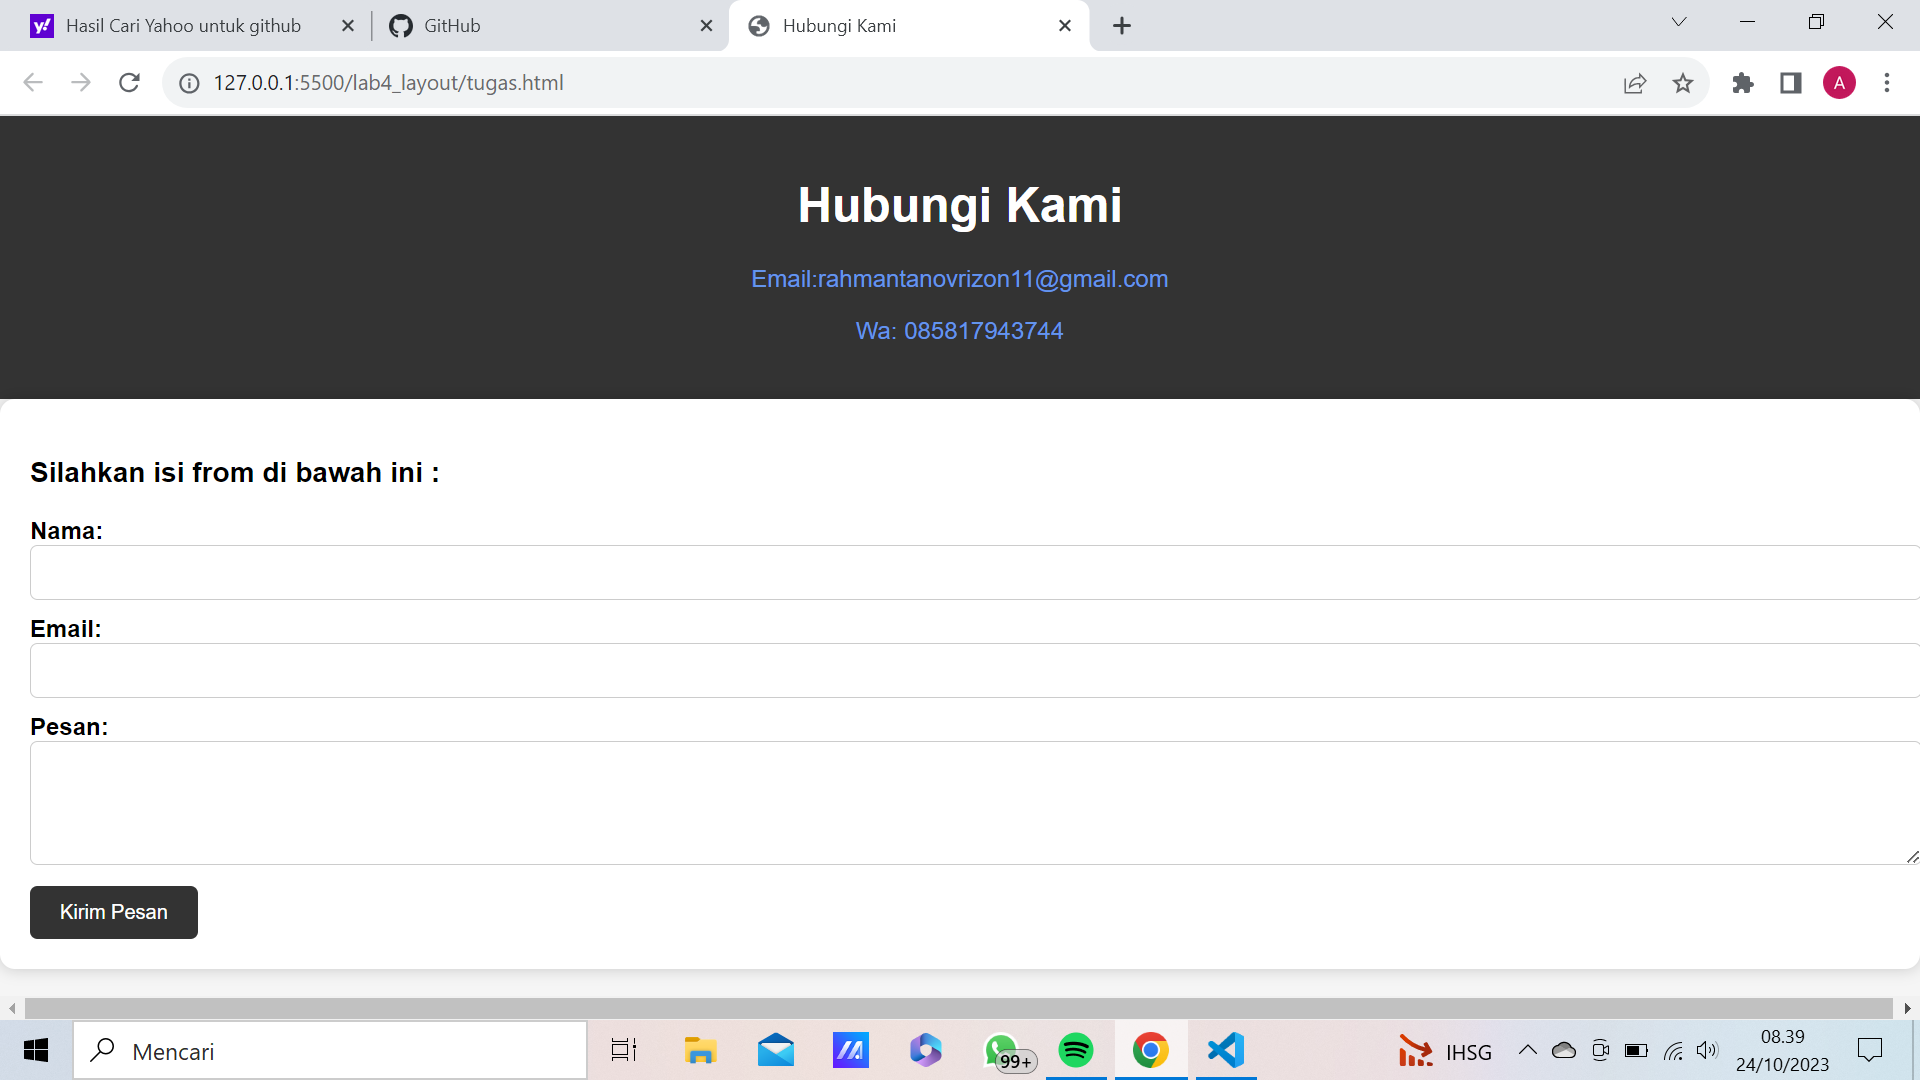 Hasil Cari Yahoo untuk github
GitHub
Hubungi Kami
127.0.0.1:5500/lab4_layout/tugas.html
A
Hubungi Kami
Email:rahmantanovrizon11@gmail.com
Wa: 085817943744
Silahkan isi from di bawah ini :
Nama:
Email:
Pesan:
Kirim Pesan
Mencari
99+
IHSG
08.39
24/10/2023